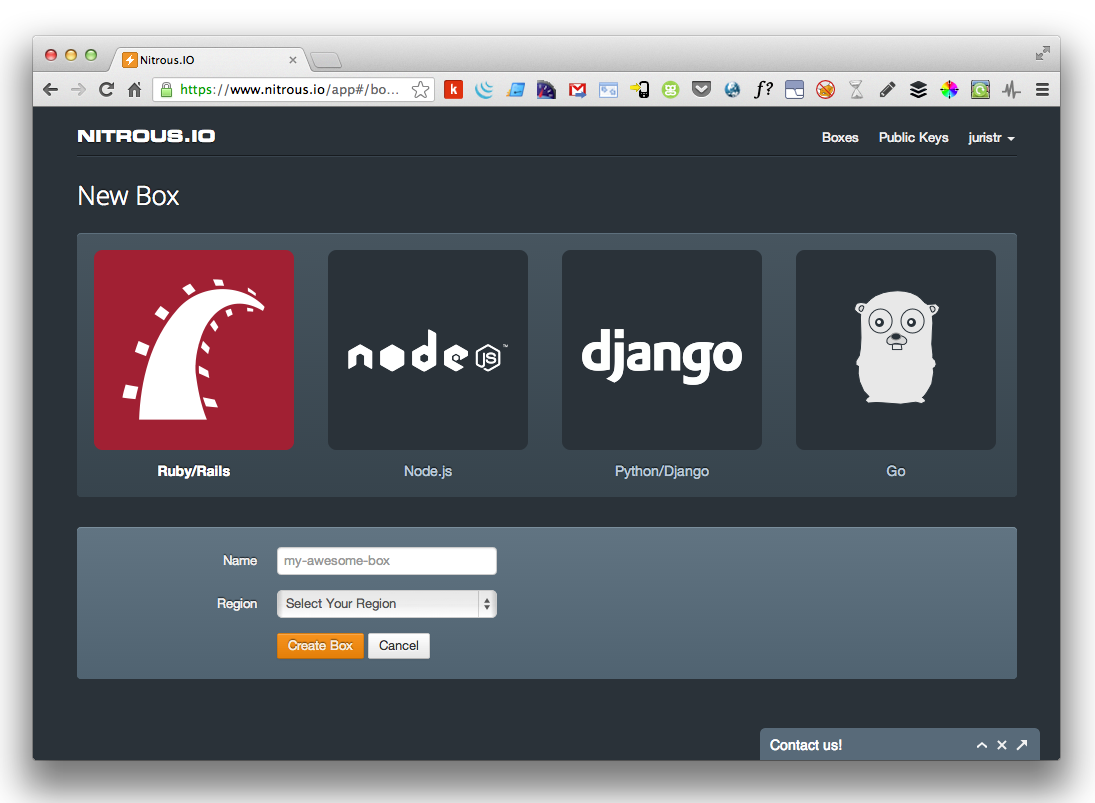 Nitrous.IO
https://www.nitrous.io/app#/bo...
k
f?
NITROUS.IO
Boxes Public Keys juristr
New Box
node JS ™
django
Ruby/Rails Node.js Python/Django Go
Name my-awesome-box
Region Select Your Region
Create Box Cancel
Contact us!